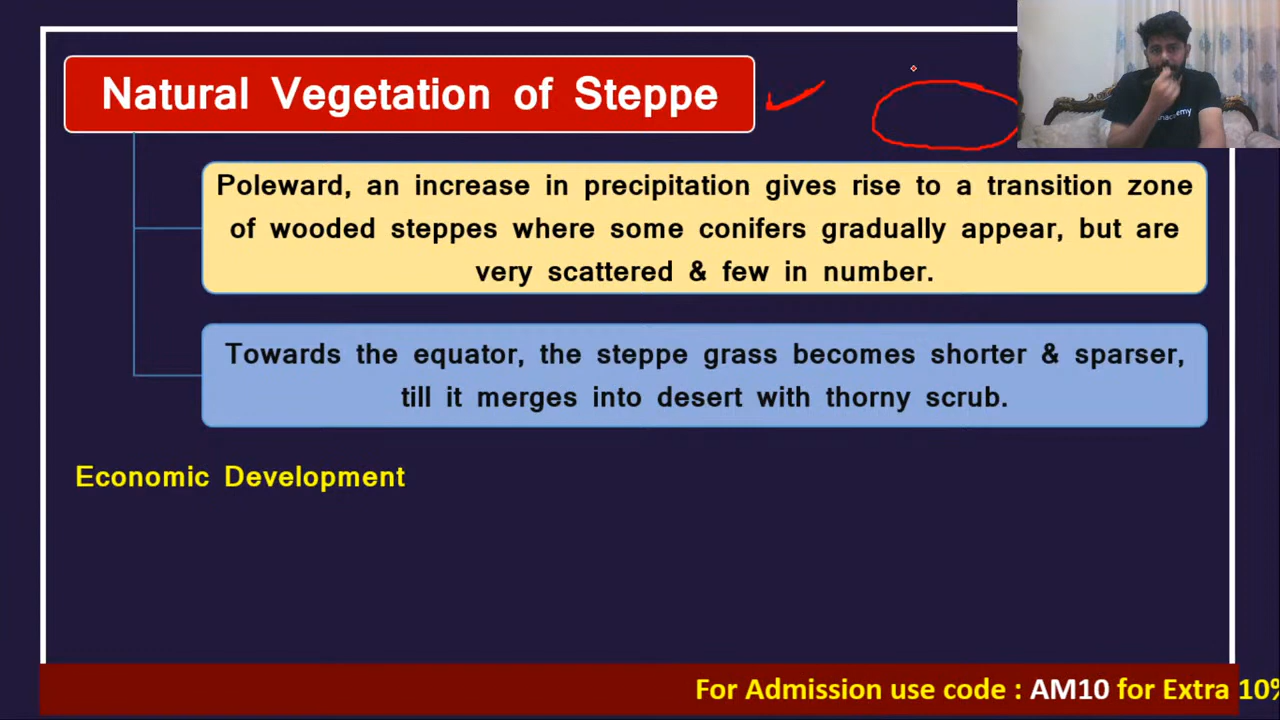 Natural Vegetation of Steppe
Poleward, an increase in precipitation gives rise to a transition zone
of wooded steppes where some conifers gradually appear, but are
very scattered & few in number.
Towards the equator, the steppe grass becomes shorter & sparser,
till it merges into desert with thorny scrub.
Economic Development
For Admission use code : AM10 for Extra 10%